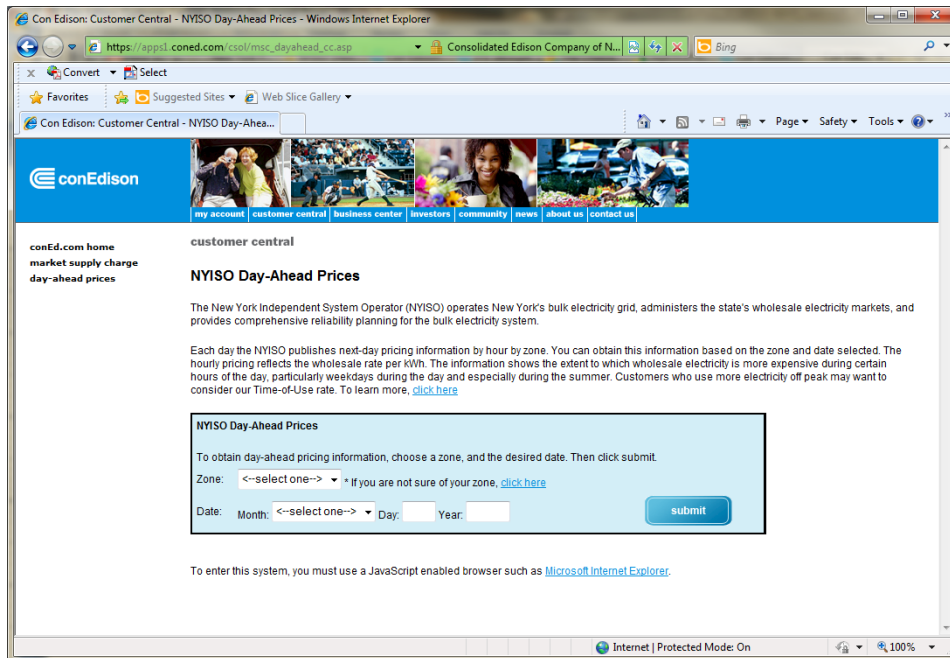 Con Edison: Customer Central - NYISO Day-Ahead Prices - Windows Internet Explorer
https://apps1.coned.com/csol/msc_dayahead_cc.asp Consolidated Edison Company of N... Bing
x Convert Select
Favorites Suggested Sites Web Slice Gallery
Con Edison: Customer Central - NYISO Day-Ahea... Page Safety Tools
conEdison
my account customer central business center investors community news about us contact us
conEd.com home
market supply charge
day-ahead prices
customer central
NYISO Day-Ahead Prices
The New York Independent System Operator (NYISO) operates New York's bulk electricity grid, administers the state's wholesale electricity markets, and
provides comprehensive reliability planning for the bulk electricity system.
Each day the NYISO publishes next-day pricing information by hour by zone. You can obtain this information based on the zone and date selected. The
hourly pricing reflects the wholesale rate per kWh. The information shows the extent to which wholesale electricity is more expensive during certain
hours of the day, particularly weekdays during the day and especially during the summer. Customers who use more electricity off peak may want to
consider our Time-of-Use rate. To learn more, click here
NYISO Day-Ahead Prices
To obtain day-ahead pricing information, choose a zone, and the desired date. Then click submit.
Zone: <--select one--> * If you are not sure of your zone, click here
Date: Month: <--select one--> Day: Year: submit
To enter this system, you must use a JavaScript enabled browser such as Microsoft Internet Explorer.
Internet | Protected Mode: On 100%